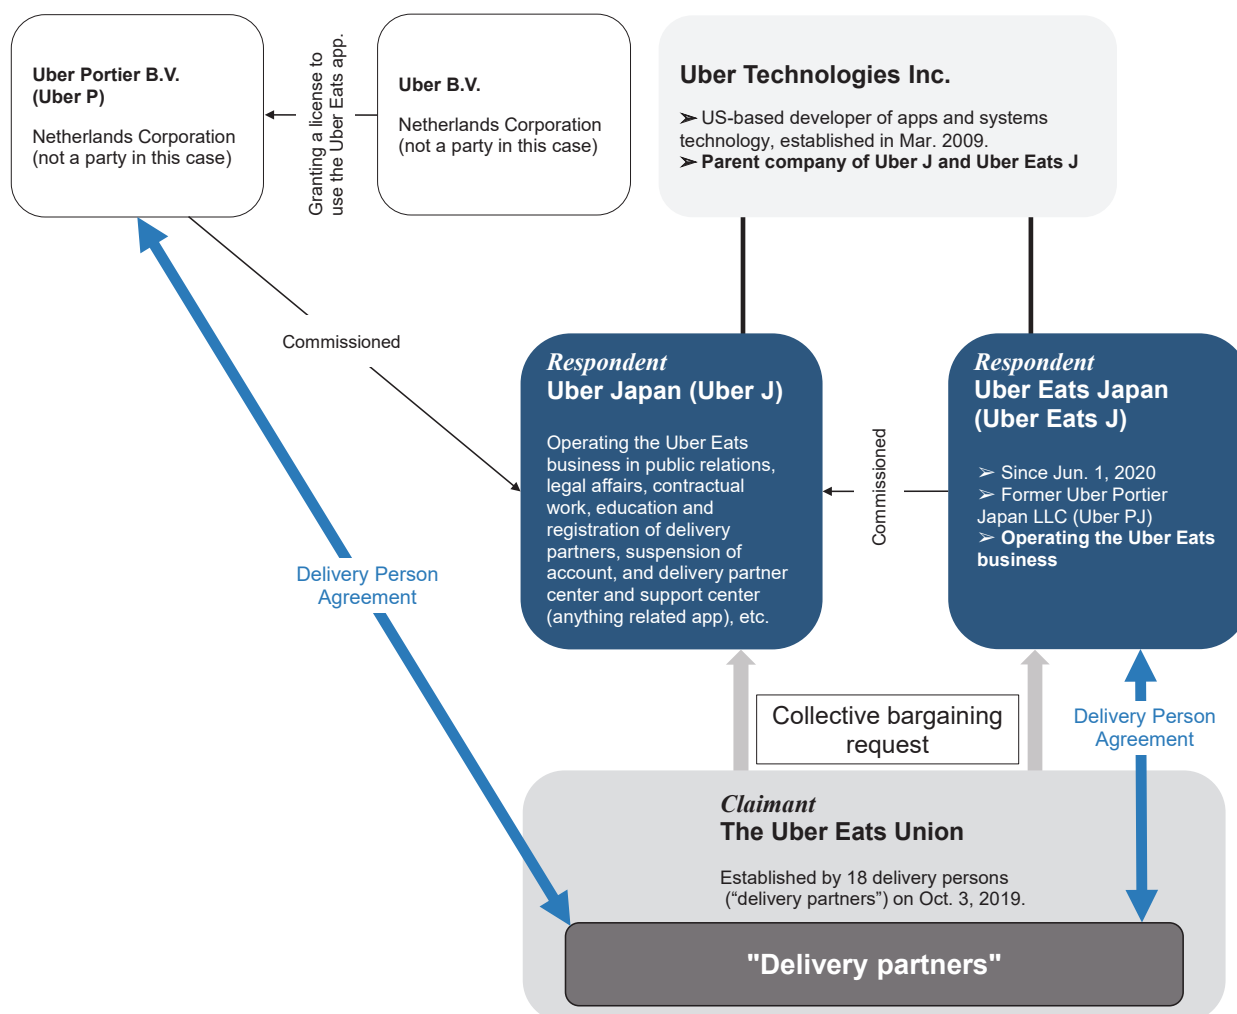 Uber Portier B.V.
(Uber P)
Netherlands Corporation
(not a party in this case)
Granting a license to
use the Uber Eats app.
Uber B.V.
Netherlands Corporation
(not a party in this case)
Uber Technologies Inc.
➢ US-based developer of apps and systems
technology, established in Mar. 2009.
➢ Parent company of Uber J and Uber Eats J
Commissioned
Respondent
Uber Japan (Uber J)
Operating the Uber Eats
business in public relations,
legal affairs, contractual
work, education and
registration of delivery
partners, suspension of
account, and delivery partner
center and support center
(anything related app), etc.
Commissioned
Respondent
Uber Eats Japan
(Uber Eats J)
➢ Since Jun. 1, 2020
➢ Former Uber Portier
Japan LLC (Uber PJ)
➢ Operating the Uber Eats
business
Delivery Person
Agreement
Collective bargaining
request
Delivery Person
Agreement
Claimant
The Uber Eats Union
Established by 18 delivery persons
(“delivery partners”) on Oct. 3, 2019.
"Delivery partners"